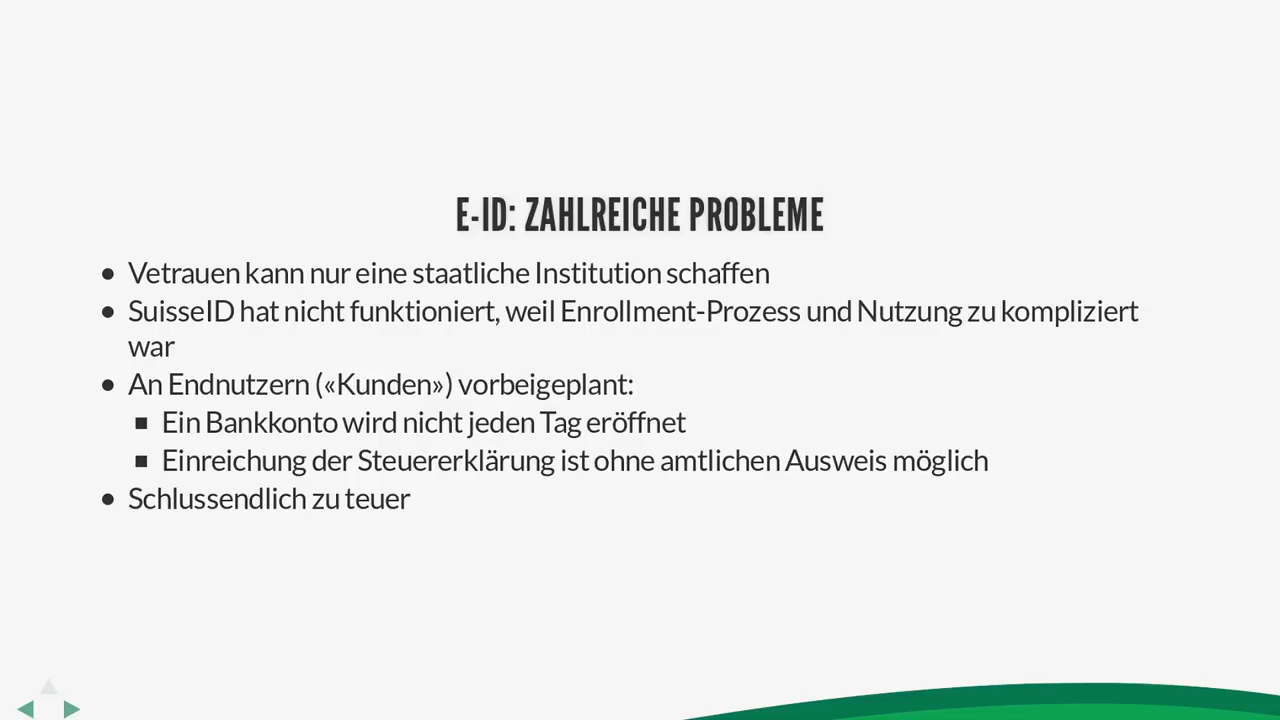 E-ID: ZAHLREICHE PROBLEME
Vetrauen kann nur eine staatliche Institution schaffen
SuisseID hat nicht funktioniert, weil Enrollment-Prozess und Nutzung zu kompliziert
war
An Endnutzern («Kunden») vorbeigeplant:
Ein Bankkonto wird nicht jeden Tag eröffnet
Einreichung der Steuererklärung ist ohne amtlichen Ausweis möglich
Schlussendlich zu teuer